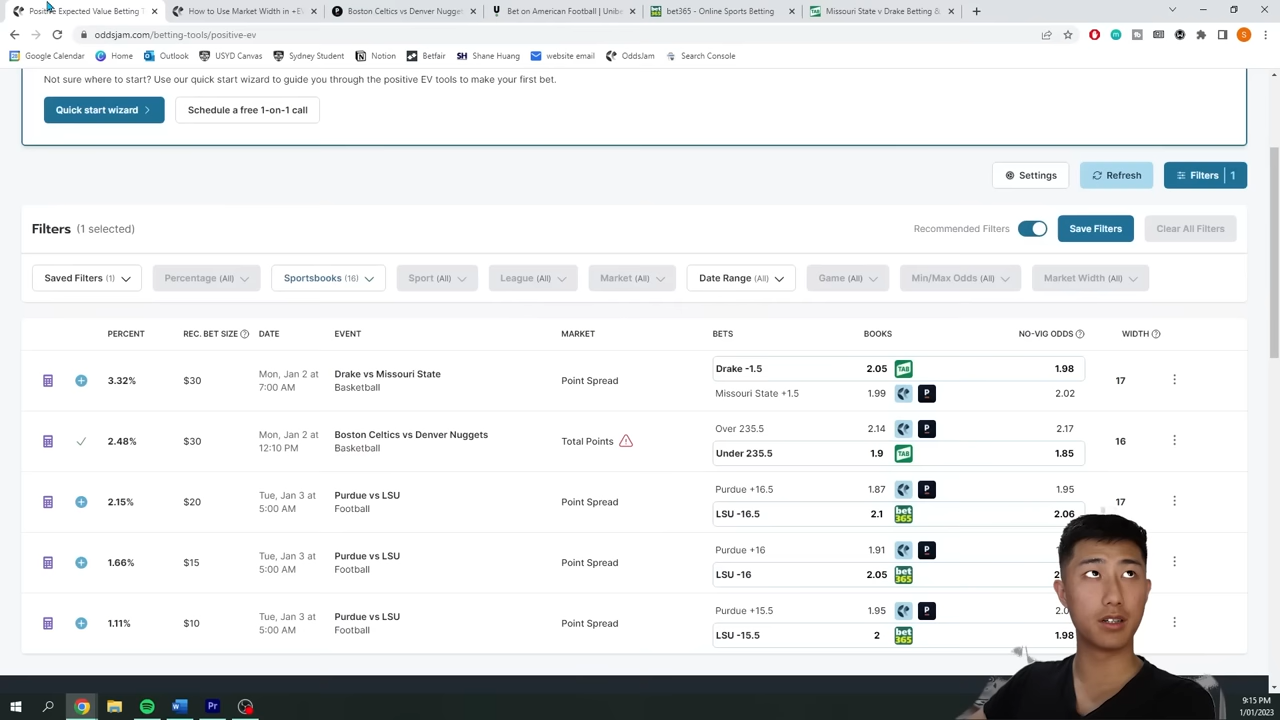 Positive Expected Value Betting T
How to Use Market Width in +EV
Boston Celtics vs Denver Nugget
Bet on American Football | Unibe
bet365 - Online Sports Betting
Missouri State v Drake Betting &
oddsjam.com/betting-tools/positive-ev
Google Calendar
Home
Outlook
USYD Canvas
Sydney Student
Notion
Betfair
SH Shane Huang
website email
OddsJam
Search Console
Not sure where to start? Use our quick start wizard to guide you through the positive EV tools to make your first bet.
Quick start wizard
Schedule a free 1-on-1 call
Settings
Refresh
Filters 1
Filters (1 selected)
Recommended Filters
Save Filters
Clear All Filters
Saved Filters (1)
Percentage (All)
Sportsbooks (16)
Sport (All)
League (All)
Market (All)
Date Range (All)
Game (All)
Min/Max Odds (All)
Market Width (All)
PERCENT REC. BET SIZE DATE EVENT MARKET BETS BOOKS NO-VIG ODDS WIDTH
3.32% $30
Mon, Jan 2 at
7:00 AM
Drake vs Missouri State
Basketball
Point Spread
Drake -1.5 2.05 TAB 1.98
Missouri State +1.5 1.99 P 2.02
17
2.48% $30
Mon, Jan 2 at
12:10 PM
Boston Celtics vs Denver Nuggets
Basketball
Total Points
Over 235.5 2.14 P 2.17
Under 235.5 1.9 TAB 1.85
16
2.15% $20
Tue, Jan 3 at
5:00 AM
Purdue vs LSU
Football
Point Spread
Purdue +16.5 1.87 P 1.95
LSU -16.5 2.1 bet365 2.06
17
1.66% $15
Tue, Jan 3 at
5:00 AM
Purdue vs LSU
Football
Point Spread
Purdue +16 1.91 P
LSU -16 2.05 bet365
1.11% $10
Tue, Jan 3 at
5:00 AM
Purdue vs LSU
Football
Point Spread
Purdue +15.5 1.95 P
LSU -15.5 2 bet365 1.98
9:15 PM
1/01/2023